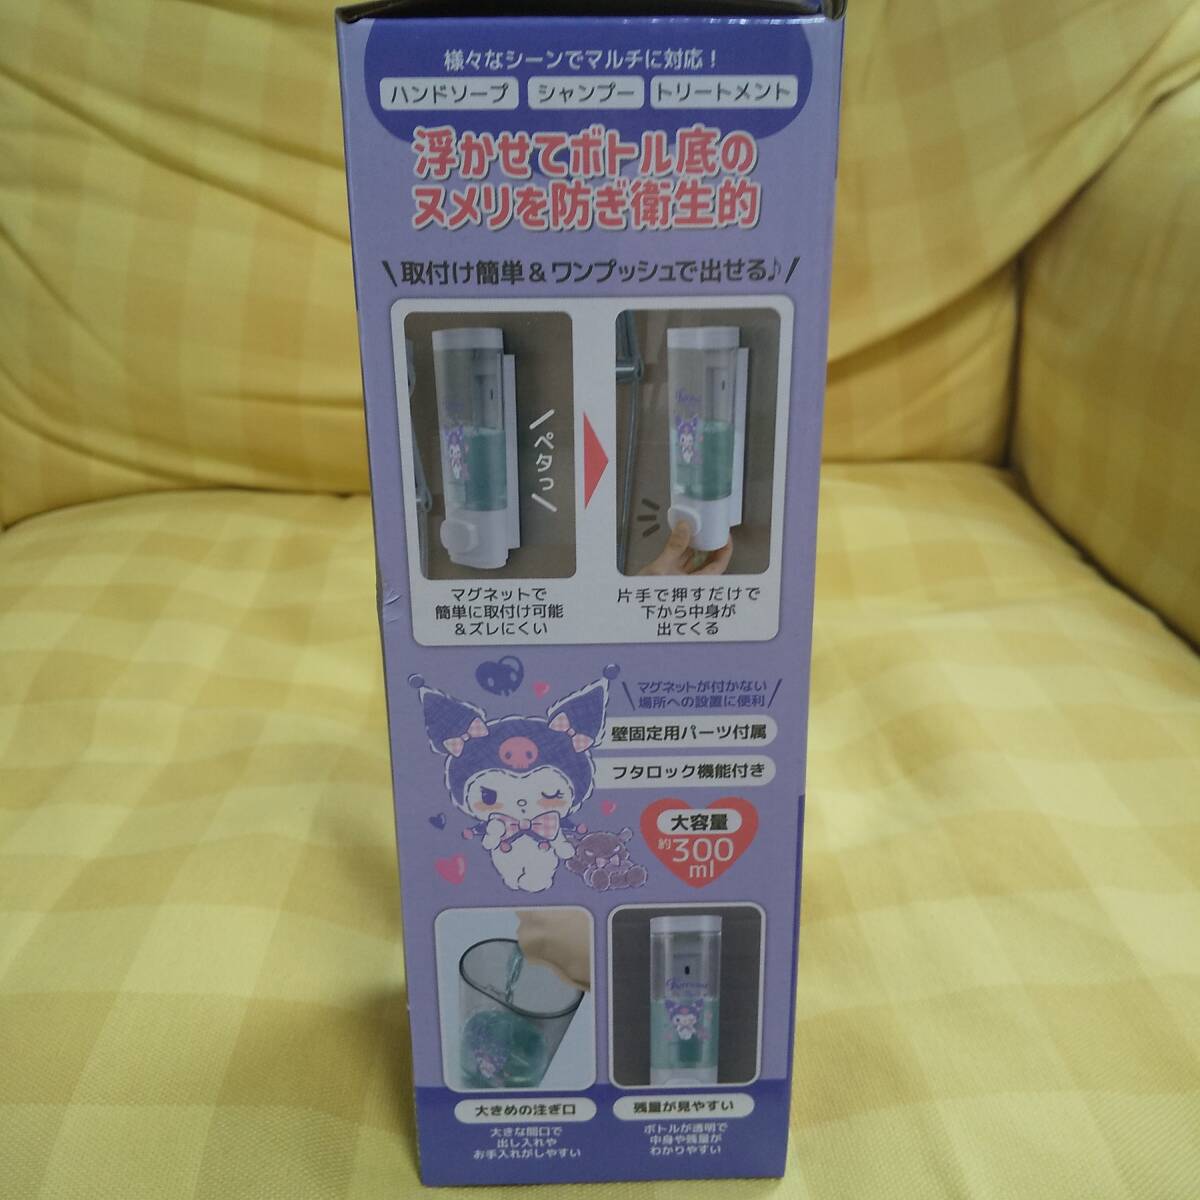 様々なシーンでマルチに対応！
ハンドソープ シャンプー トリートメント
浮かせてボトル底の
ヌメリを防ぎ衛生的
取付け簡単＆ワンプッシュで出せる♪
ペタっ
マグネットで
簡単に取付け可能
＆ズレにくい
片手で押すだけで
下から中身が
出てくる
マグネットが付かない
場所への設置に便利
壁固定用パーツ付属
フタロック機能付き
大容量
約300
ml
大きめの注ぎ口
大きな間口で
出し入れや
お手入れがしやすい
残量が見やすい
ボトルが透明で
中身や残量が
わかりやすい